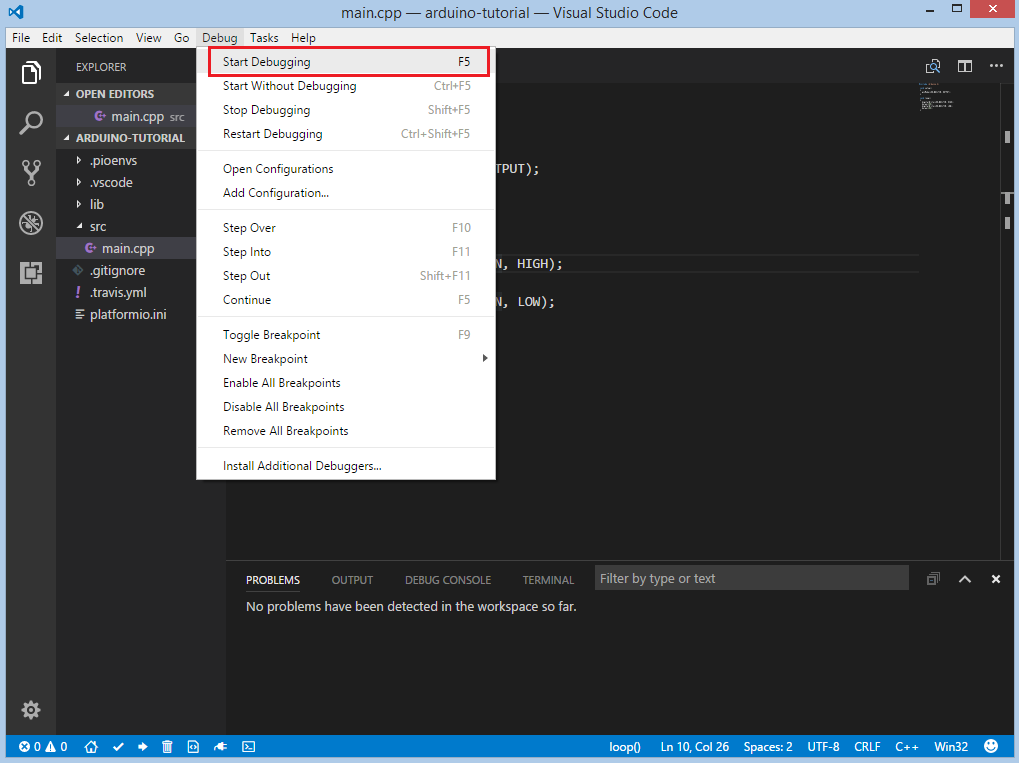 main.cpp — arduino-tutorial — Visual Studio Code
File Edit Selection View Go Debug Tasks Help
EXPLORER
OPEN EDITORS
main.cpp src
ARDUINO-TUTORIAL
.pioenvs
.vscode
lib
src
main.cpp
.gitignore
.travis.yml
platformio.ini
Start Debugging F5
Start Without Debugging Ctrl+F5
Stop Debugging Shift+F5
Restart Debugging Ctrl+Shift+F5
Open Configurations
Add Configuration...
Step Over F10
Step Into F11
Step Out Shift+F11
Continue F5
Toggle Breakpoint F9
New Breakpoint
Enable All Breakpoints
Disable All Breakpoints
Remove All Breakpoints
Install Additional Debuggers...
TPUT);
N, HIGH);
N, LOW);
PROBLEMS OUTPUT DEBUG CONSOLE TERMINAL Filter by type or text
No problems have been detected in the workspace so far.
0 0 loop() Ln 10, Col 26 Spaces: 2 UTF-8 CRLF C++ Win32